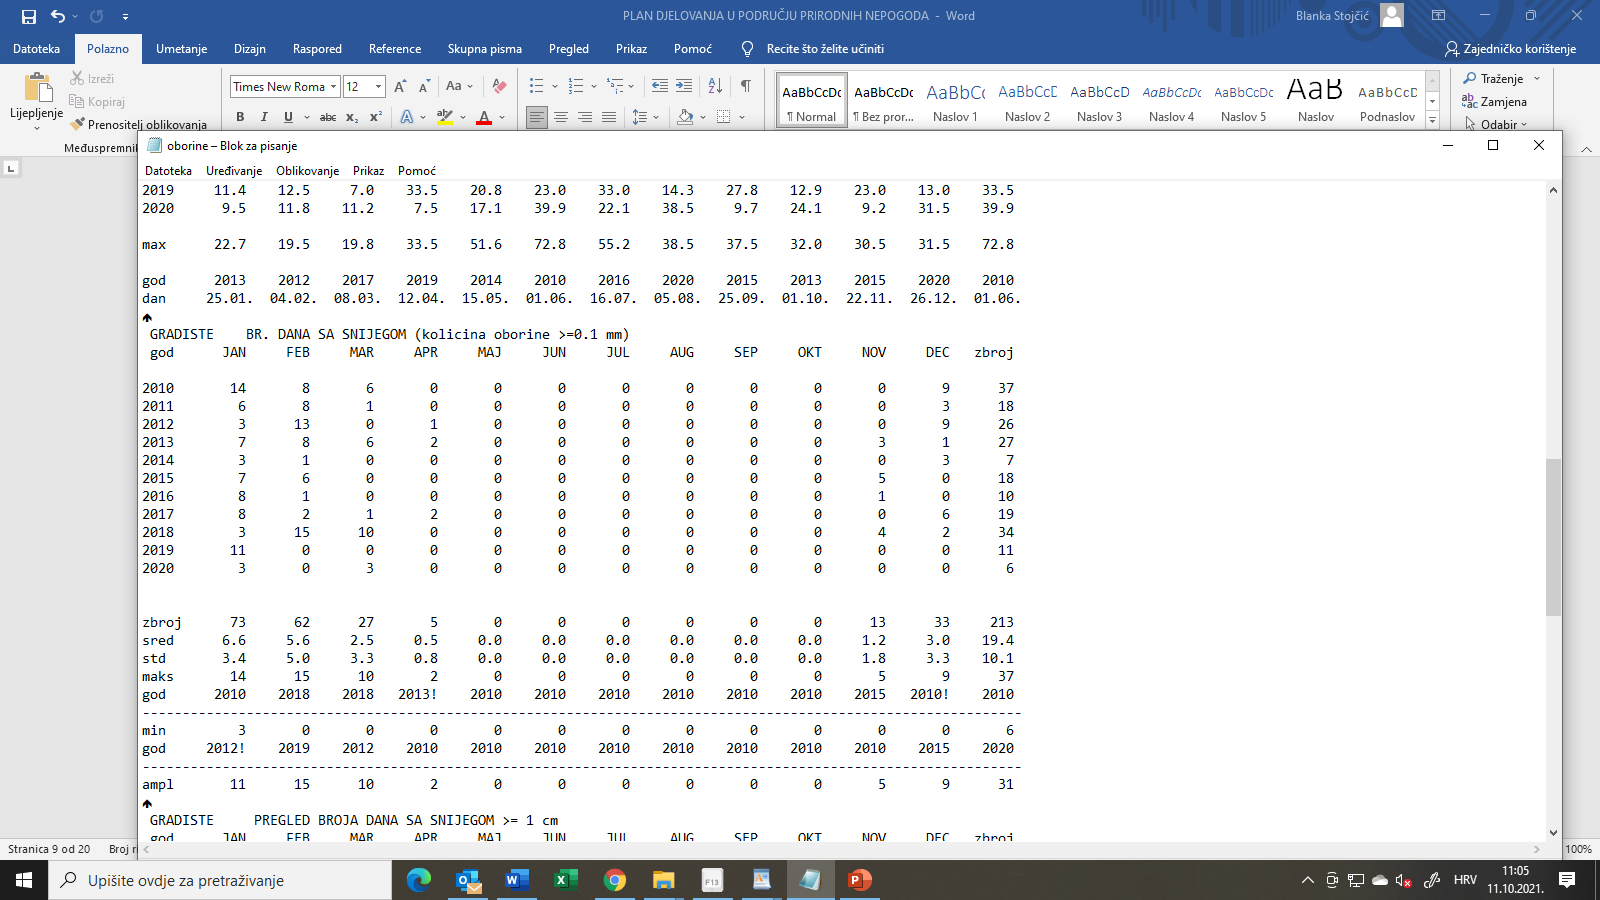 PLAN DJELOVANJA U PODRUČJU PRIRODNIH NEPOGODA - Word
Blanka Stojčić
Datoteka Polazno Umetanje Dizajn Raspored Reference Skupna pisma Pregled Prikaz Pomoć Recite što želite učiniti Zajedničko korištenje
Lijepljenje
Izreži
Kopiraj
Prenositelj oblikovanja
Međuspremnik
Times New Roma 12
AaBbCcDc AaBbCcDc AaBbCc AaBbCcD AaBbCcD AaBbCcDc AaBbCcDc AaB AaBbCcD
¶ Normal ¶ Bez pror... Naslov 1 Naslov 2 Naslov 3 Naslov 4 Naslov 5 Naslov Podnaslov
Traženje
Zamjena
Odabir
oborine – Blok za pisanje
Datoteka Uređivanje Oblikovanje Prikaz Pomoć
2019 11.4 12.5 7.0 33.5 20.8 23.0 33.0 14.3 27.8 12.9 23.0 13.0 33.5
2020 9.5 11.8 11.2 7.5 17.1 39.9 22.1 38.5 9.7 24.1 9.2 31.5 39.9
max 22.7 19.5 19.8 33.5 51.6 72.8 55.2 38.5 37.5 32.0 30.5 31.5 72.8
god 2013 2012 2017 2019 2014 2010 2016 2020 2015 2013 2015 2020 2010
dan 25.01. 04.02. 08.03. 12.04. 15.05. 01.06. 16.07. 05.08. 25.09. 01.10. 22.11. 26.12. 01.06.
GRADISTE BR. DANA SA SNIJEGOM (kolicina oborine >=0.1 mm)
god JAN FEB MAR APR MAJ JUN JUL AUG SEP OKT NOV DEC zbroj
2010 14 8 6 0 0 0 0 0 0 0 0 9 37
2011 6 8 1 0 0 0 0 0 0 0 0 3 18
2012 3 13 0 1 0 0 0 0 0 0 0 9 26
2013 7 8 6 2 0 0 0 0 0 0 3 1 27
2014 3 1 0 0 0 0 0 0 0 0 0 3 7
2015 7 6 0 0 0 0 0 0 0 0 5 0 18
2016 8 1 0 0 0 0 0 0 0 0 1 0 10
2017 8 2 1 2 0 0 0 0 0 0 0 6 19
2018 3 15 10 0 0 0 0 0 0 0 4 2 34
2019 11 0 0 0 0 0 0 0 0 0 0 0 11
2020 3 0 3 0 0 0 0 0 0 0 0 0 6
zbroj 73 62 27 5 0 0 0 0 0 0 13 33 213
sred 6.6 5.6 2.5 0.5 0.0 0.0 0.0 0.0 0.0 0.0 1.2 3.0 19.4
std 3.4 5.0 3.3 0.8 0.0 0.0 0.0 0.0 0.0 0.0 1.8 3.3 10.1
maks 14 15 10 2 0 0 0 0 0 0 5 9 37
god 2010 2018 2018 2013! 2010 2010 2010 2010 2010 2010 2015 2010! 2010
min 3 0 0 0 0 0 0 0 0 0 0 0 6
god 2012! 2019 2012 2010 2010 2010 2010 2010 2010 2010 2010 2015 2020
ampl 11 15 10 2 0 0 0 0 0 0 5 9 31
GRADISTE PREGLED BROJA DANA SA SNIJEGOM >= 1 cm
god JAN FEB MAR APR MAJ JUN JUL AUG SEP OKT NOV DEC zbroj
Stranica 9 od 20 Broj ri 100%
Upišite ovdje za pretraživanje
F13
HRV
11:05
11.10.2021.